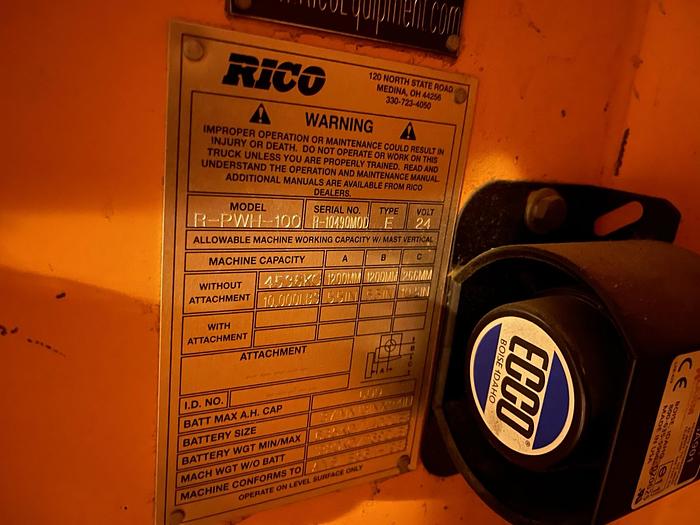 RicoEquipment.com
RICO
120 NORTH STATE ROAD
MEDINA, OH 44256
330-723-4050
WARNING
IMPROPER OPERATION OR MAINTENANCE COULD RESULT IN
INJURY OR DEATH. DO NOT OPERATE OR WORK ON THIS
TRUCK UNLESS YOU ARE PROPERLY TRAINED. READ AND
UNDERSTAND THE OPERATION AND MAINTENANCE MANUAL.
ADDITIONAL MANUALS ARE AVAILABLE FROM RICO
DEALERS.
MODEL SERIAL NO. TYPE VOLT
R-PWH-100 R-10490MOD E 24
ALLOWABLE MACHINE WORKING CAPACITY W/ MAST VERTICAL
MACHINE CAPACITY A B C
WITHOUT ATTACHMENT
4536KG 1200MM 1200MM
10,000LBS
WITH ATTACHMENT
ATTACHMENT
I.D. NO.
BATT MAX A.H. CAP
BATTERY SIZE
BATTERY WGT MIN/MAX
MACH WGT W/O BATT
MACHINE CONFORMS TO
OPERATE ON LEVEL SURFACE ONLY
ECCO
BOISE IDAHO